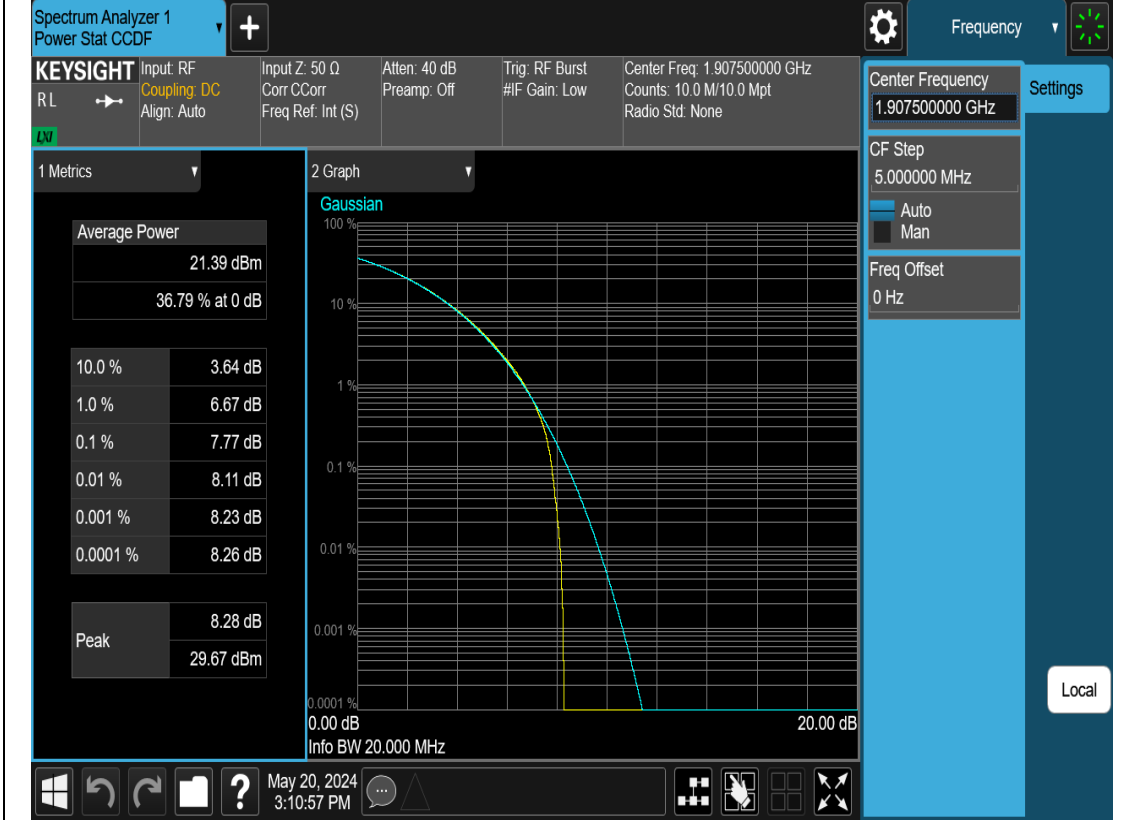 Spectrum Analyzer 1
Power Stat CCDF
Frequency
KEYSIGHT
RL
LXI
Input: RF
Coupling: DC
Align: Auto
Input Z: 50 Ω
Corr CCorr
Freq Ref: Int (S)
Atten: 40 dB
Preamp: Off
Trig: RF Burst
#IF Gain: Low
Center Freq: 1.907500000 GHz
Counts: 10.0 M/10.0 Mpt
Radio Std: None
1 Metrics
Average Power
21.39 dBm
36.79 % at 0 dB
10.0 % 3.64 dB
1.0 % 6.67 dB
0.1 % 7.77 dB
0.01 % 8.11 dB
0.001 % 8.23 dB
0.0001 % 8.26 dB
Peak 8.28 dB
29.67 dBm
2 Graph
Gaussian
100 %
10 %
1 %
0.1 %
0.01 %
0.001 %
0.0001 %
0.00 dB 20.00 dB
Info BW 20.000 MHz
Center Frequency
1.907500000 GHz
CF Step
5.000000 MHz
Auto
Man
Freq Offset
0 Hz
Settings
Local
?
May 20, 2024
3:10:57 PM